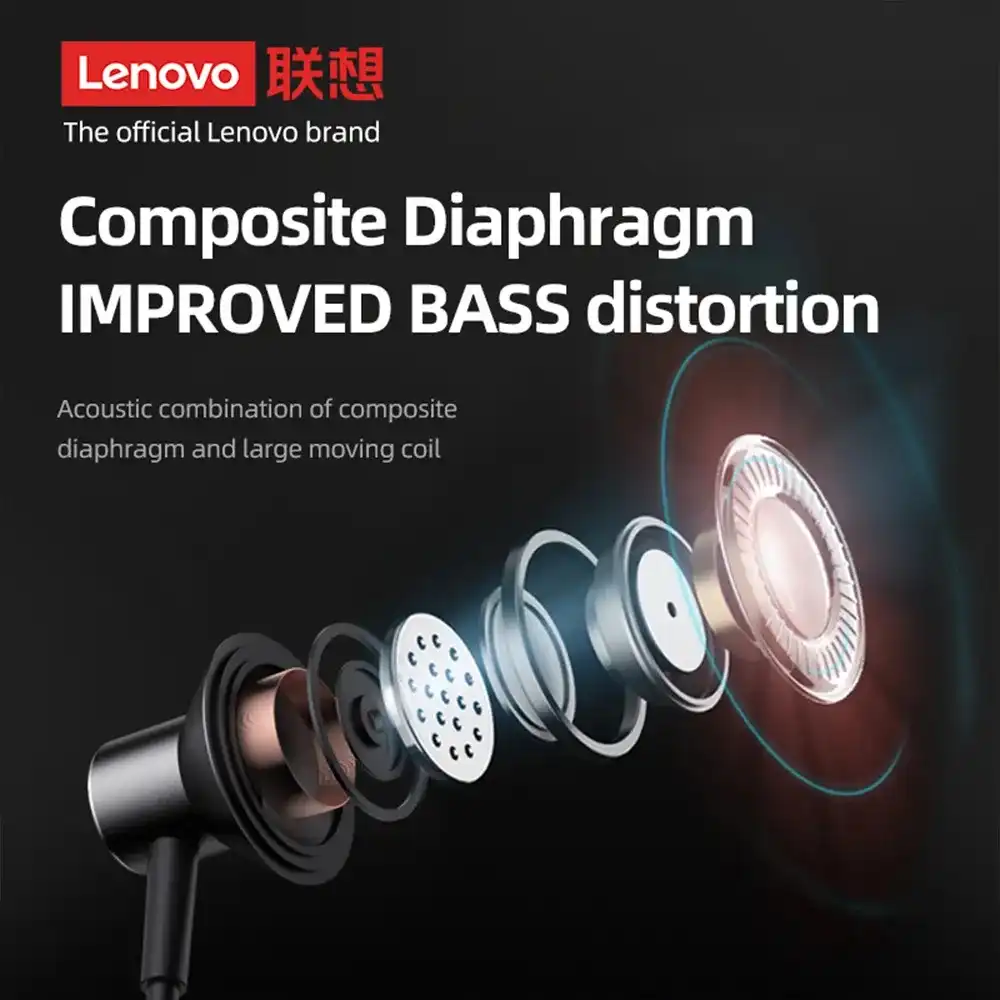 Lenovo 联想
The official Lenovo brand
Composite Diaphragm
IMPROVED BASS distortion
Acoustic combination of composite
diaphragm and large moving coil